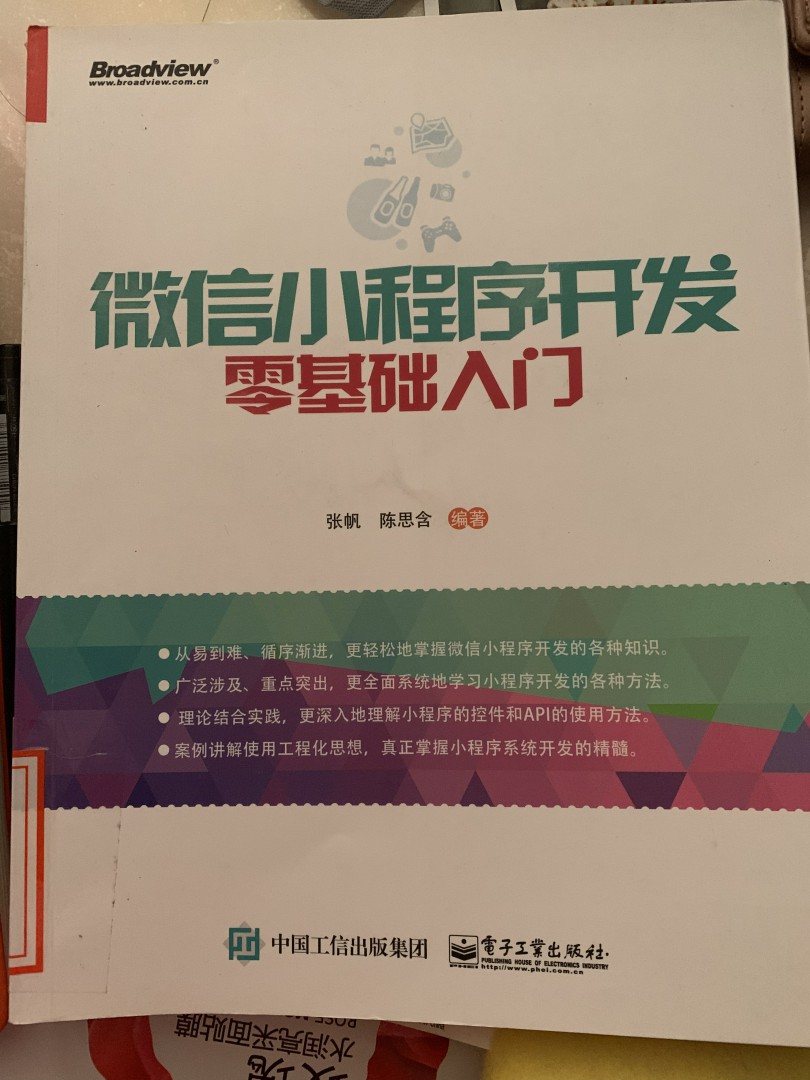 Broadview®
www.broadview.com.cn
微信小程序开发
零基础入门
张帆 陈思含 编著
●从易到难、循序渐进，更轻松地掌握微信小程序开发的各种知识。
●广泛涉及、重点突出，更全面系统地学习小程序开发的各种方法。
●理论结合实践，更深入地理解小程序的控件和API的使用方法。
●案例讲解使用工程化思想，真正掌握小程序系统开发的精髓。
中国工信出版集团
電子工業出版社·
PUBLISHING HOUSE OF ELECTRONICS INDUSTRY
http://www.phei.com.cn
水润亮采面贴膜